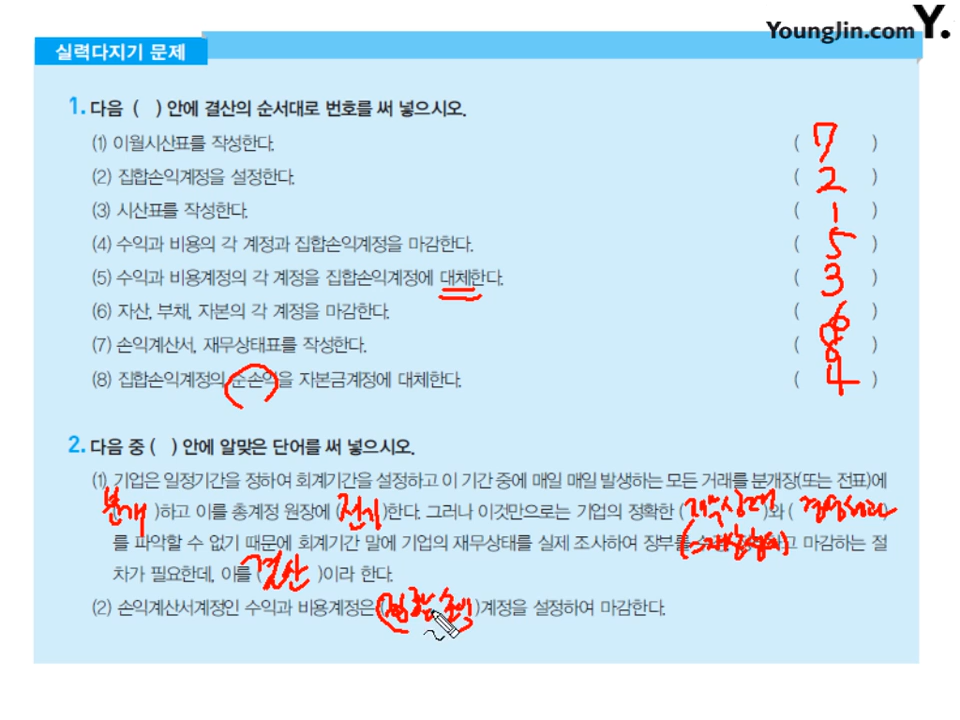 YoungJin.com Y.
실력다지기 문제
1. 다음 ( ) 안에 결산의 순서대로 번호를 써 넣으시오.
(1) 이월시산표를 작성한다. ( 7 )
(2) 집합손익계정을 설정한다. ( 2 )
(3) 시산표를 작성한다. ( 1 )
(4) 수익과 비용의 각 계정과 집합손익계정을 마감한다. ( 5 )
(5) 수익과 비용계정의 각 계정을 집합손익계정에 대체한다. ( 3 )
(6) 자산, 부채, 자본의 각 계정을 마감한다. ( 6 )
(7) 손익계산서, 재무상태표를 작성한다. ( 8 )
(8) 집합손익계정의 순손익을 자본금계정에 대체한다. ( 4 )
2. 다음 중 ( ) 안에 알맞은 단어를 써 넣으시오.
(1) 기업은 일정기간을 정하여 회계기간을 설정하고 이 기간 중에 매일 매일 발생하는 모든 거래를 분개장(또는 전표)에
( 분개 )하고 이를 총계정 원장에 ( 전기 )한다. 그러나 이것만으로는 기업의 정확한 ( 재무상태 )와 ( 경영성과 )
를 파악할 수 없기 때문에 회계기간 말에 기업의 재무상태를 실제 조사하여 장부를 하고 마감하는 절
차가 필요한데, 이를 ( 결산 )이라 한다.
(2) 손익계산서계정인 수익과 비용계정은 ( 집합손익 )계정을 설정하여 마감한다.